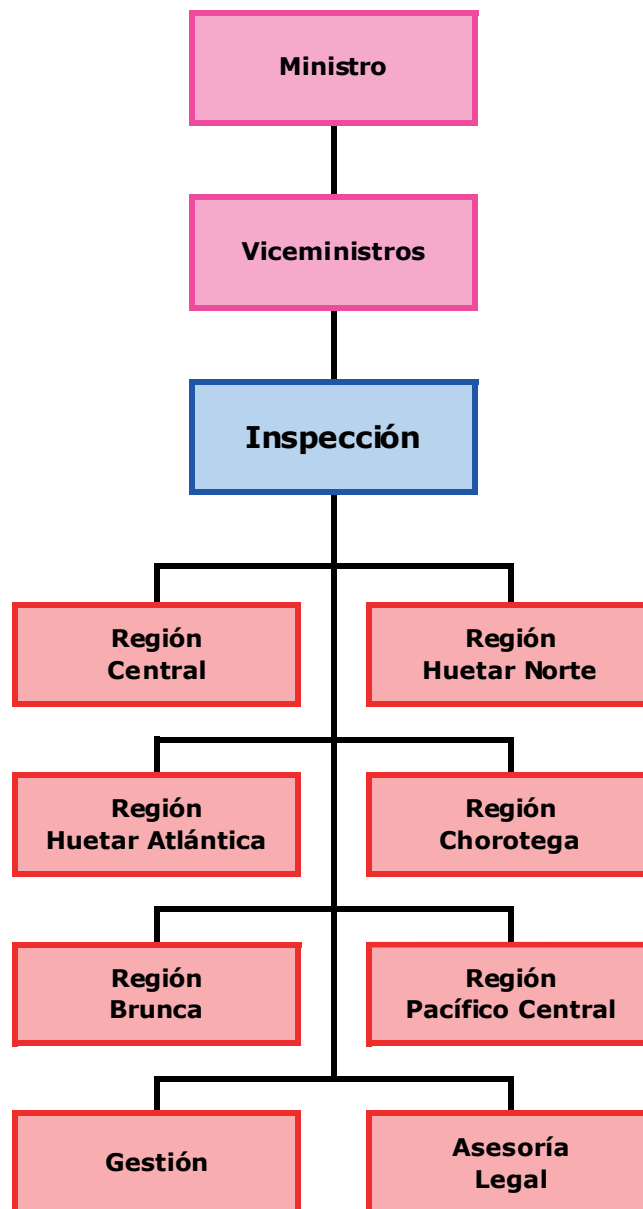 Ministro
Viceministros
Inspección
Región
Central
Región
Huetar Norte
Región
Huetar Atlántica
Región
Chorotega
Región
Brunca
Región
Pacífico Central
Gestión
Asesoría
Legal